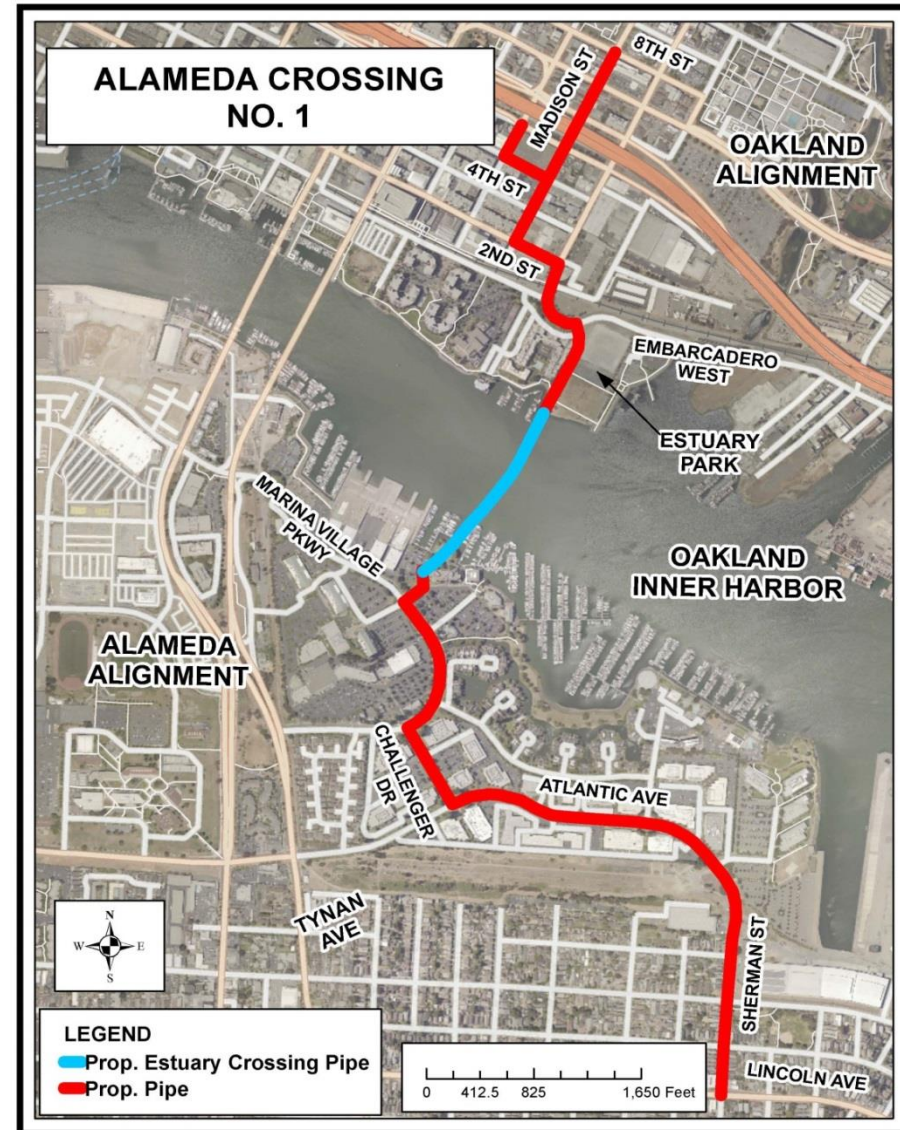 ALAMEDA CROSSING
NO. 1
8TH ST
MADISON ST
OAKLAND
ALIGNMENT
4TH ST
2ND ST
EMBARCADERO
WEST
ESTUARY
PARK
MARINA VILLAGE
PKWY
OAKLAND
INNER HARBOR
ALAMEDA
ALIGNMENT
CHALLENGER
DR
ATLANTIC AVE
TYNAN
AVE
SHERMAN ST
LINCOLN AVE
N
W E
S
LEGEND
Prop. Estuary Crossing Pipe
Prop. Pipe
0 412.5 825 1,650 Feet